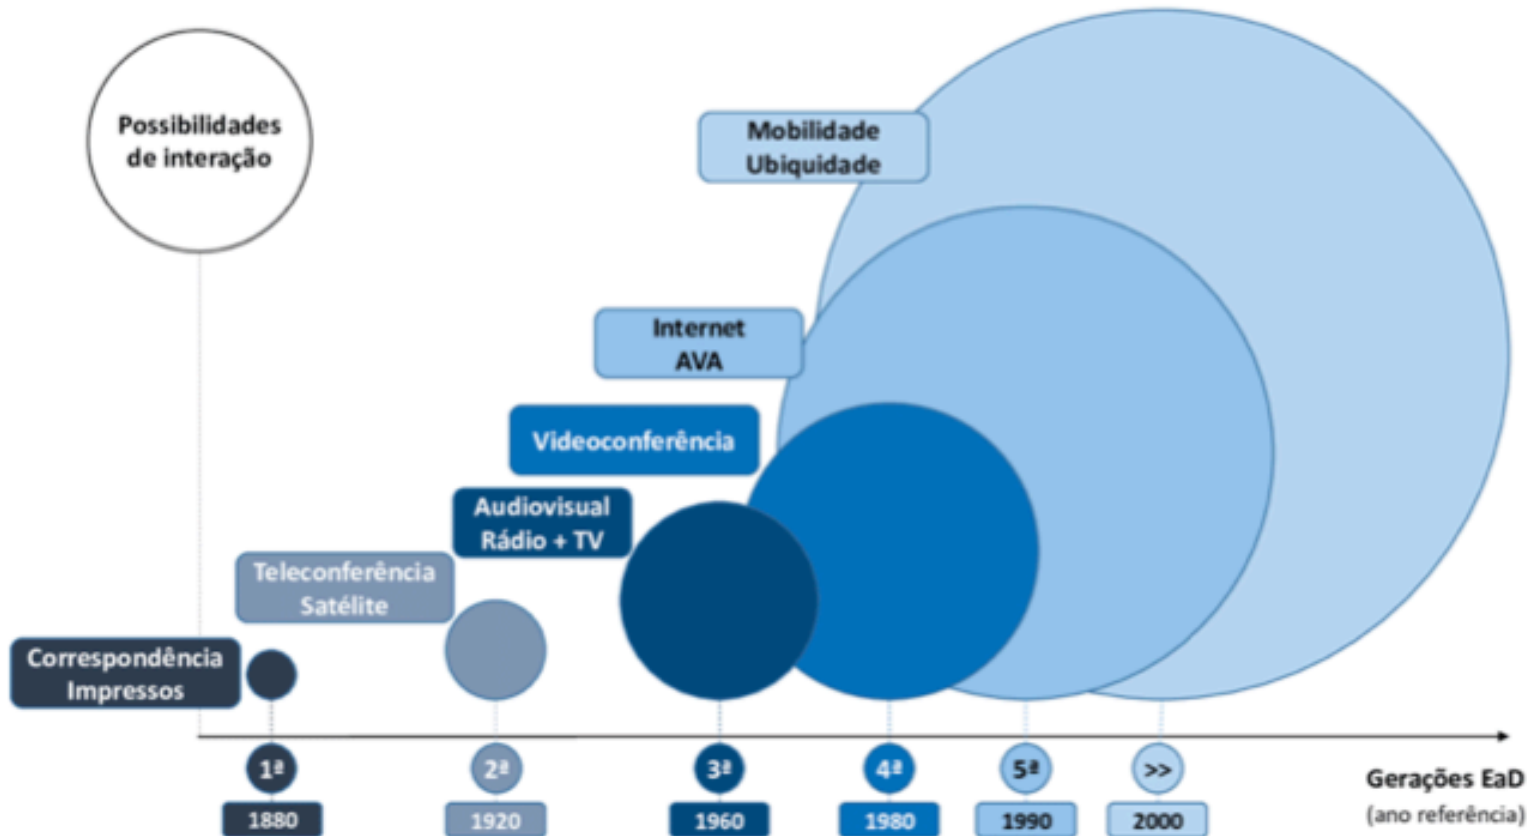 Possibilidades
de interação
Mobilidade
Ubiquidade
Internet
AVA
Videoconferência
Audiovisual
Rádio + TV
Teleconferência
Satélite
Correspondência
Impressos
1ª
2ª
3ª
4ª
5ª
>>
Gerações EaD
(ano referência)
1880
1920
1960
1980
1990
2000